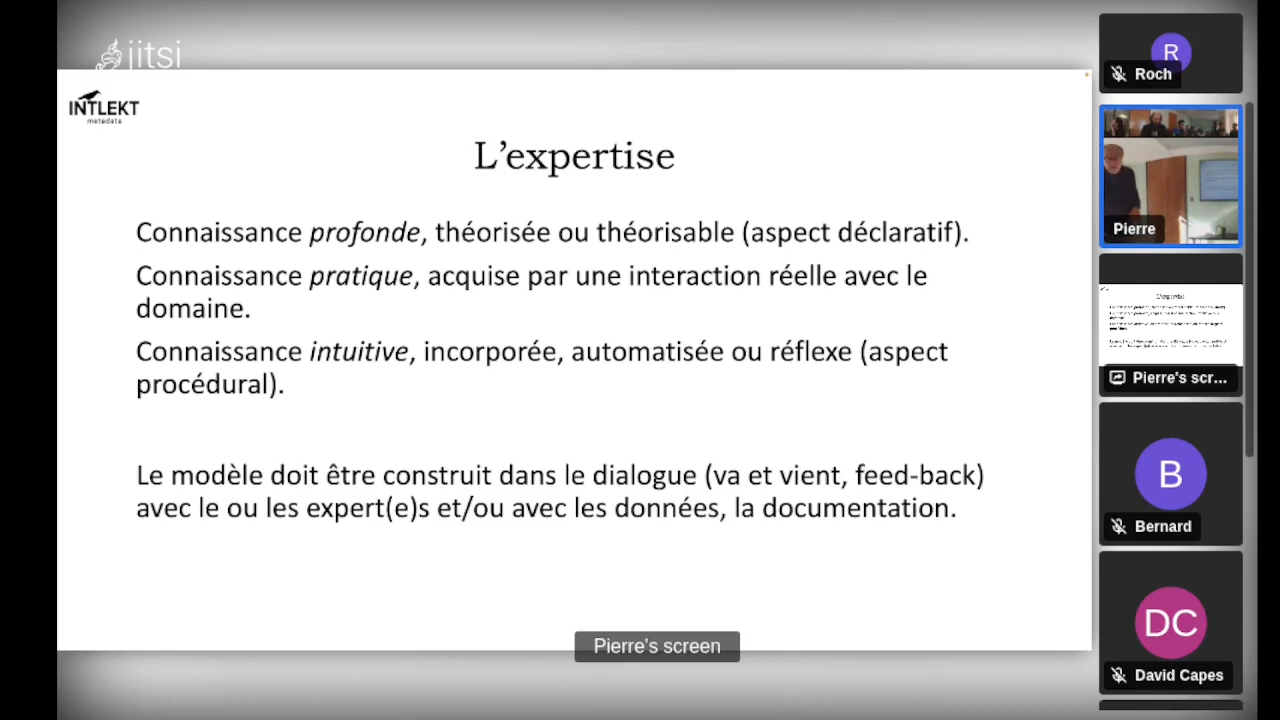 jitsi
INTLEKT
metadata
L'expertise
Connaissance profonde, théorisée ou théorisable (aspect déclaratif).
Connaissance pratique, acquise par une interaction réelle avec le
domaine.
Connaissance intuitive, incorporée, automatisée ou réflexe (aspect
procédural).
Le modèle doit être construit dans le dialogue (va et vient, feed-back)
avec le ou les expert(e)s et/ou avec les données, la documentation.
Pierre's screen
R
Roch
Pierre
L'expertise
Pierre's scr...
B
Bernard
DC
David Capes